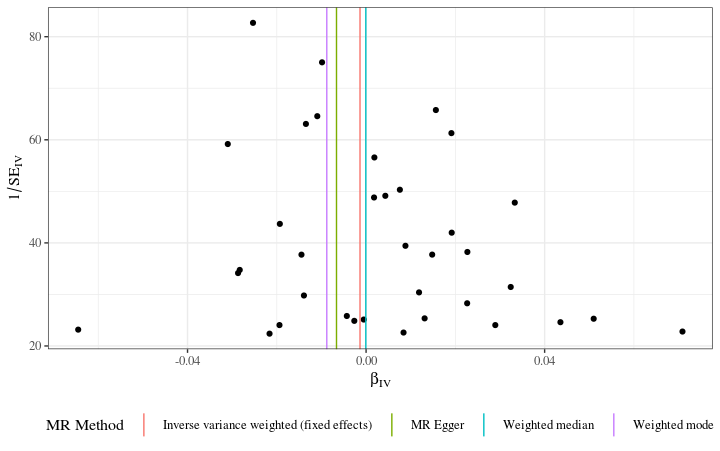 80
60
40
20
1/SE_IV
-0.04
0.00
0.04
β_IV
MR Method
Inverse variance weighted (fixed effects)
MR Egger
Weighted median
Weighted mode